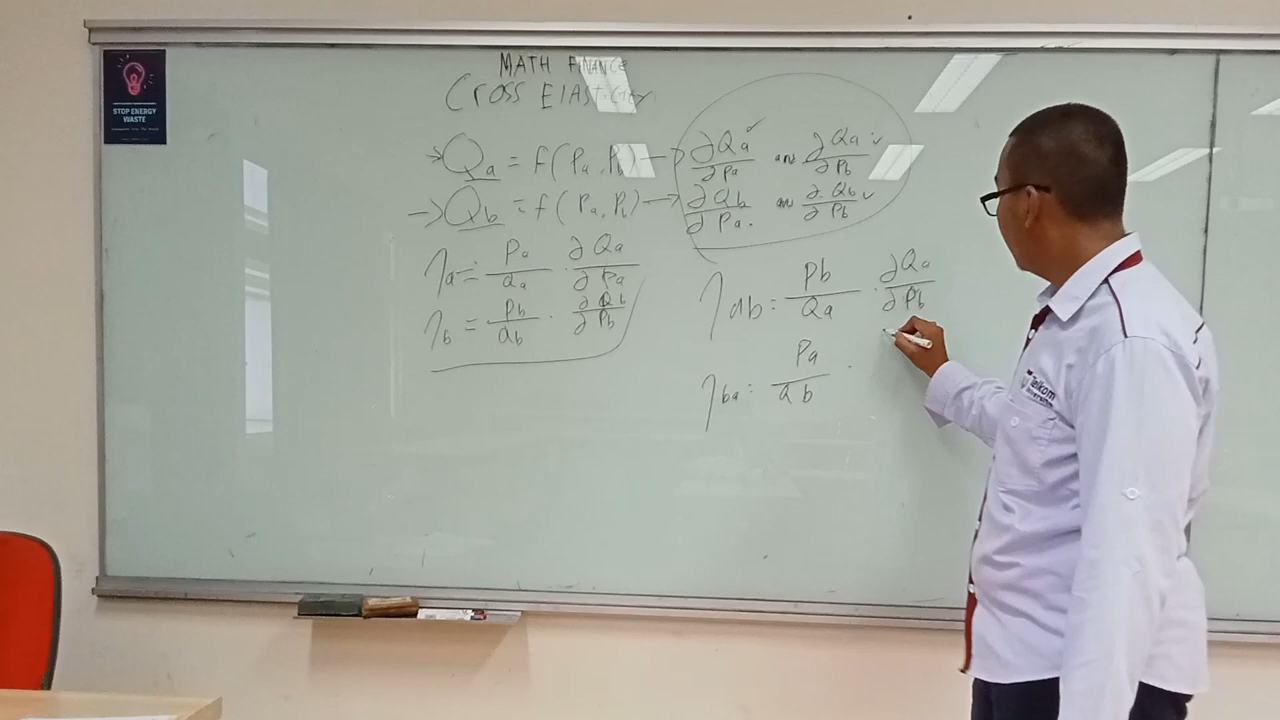 STOP ENERGY
WASTE
MATH FINANCE
Cross Elasticity
→ Qa = f(Pa, Pb) → ∂Qa/∂Pa ✓ and ∂Qa/∂Pb ✓
→ Qb = f(Pa, Pb) → ∂Qb/∂Pa. and ∂Qb/∂Pb ✓
ηa = Pa/Qa · ∂Qa/∂Pa
ηb = Pb/Qb · ∂Qb/∂Pb
ηab = Pb/Qa · ∂Qa/∂Pb
ηba = Pa/Qb ·
Telkom
University